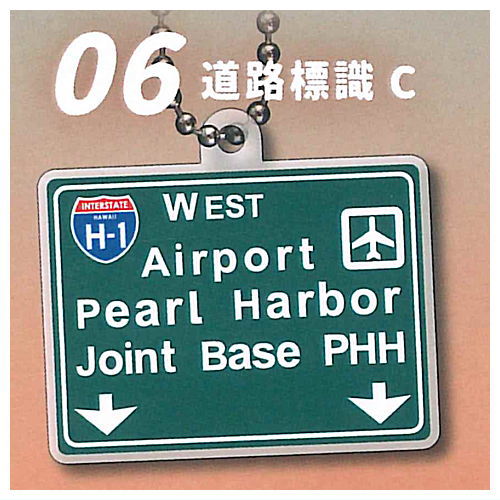 06 道路標識 C
INTERSTATE
HAWAII
H-1
WEST
Airport
Pearl Harbor
Joint Base PHH